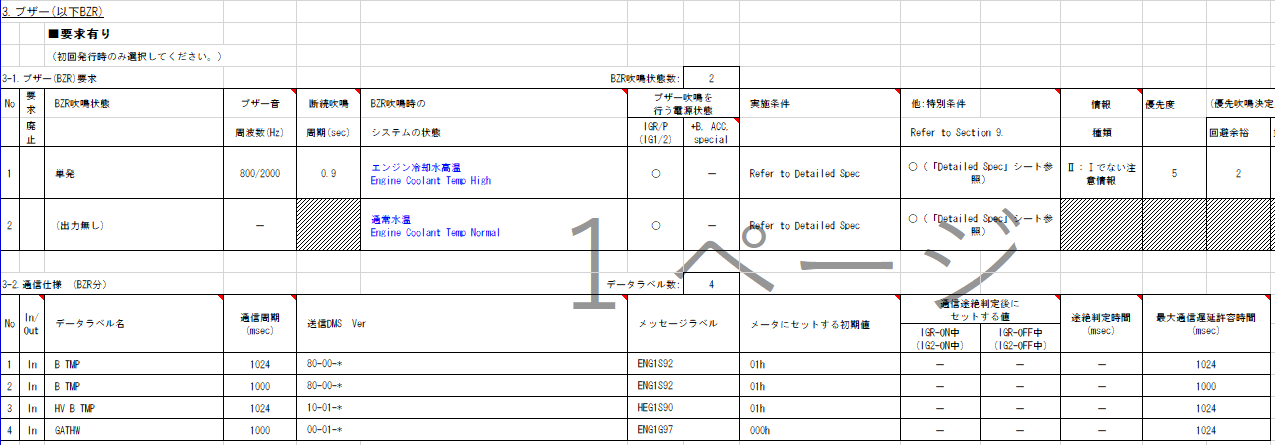 3. ブザー(以下BZR)
■要求有り
（初回発行時のみ選択してください。）
3-1. ブザー(BZR)要求 BZR吹鳴状態数: 2
No 要求 BZR吹鳴状態 ブザー音 断続吹鳴 BZR吹鳴時の ブザー吹鳴を行う電源状態 実施条件 他:特別条件 情報 優先度 (優先吹鳴決定
廃止 周波数(Hz) 周期(sec) システムの状態 IGR/P (IG1/2) +B, ACC, special Refer to Section 9. 種類 回避余裕
1 単発 800/2000 0.9 エンジン冷却水高温 Engine Coolant Temp High ○ － Refer to Detailed Spec ○（「Detailed Spec」シート参照） Ⅱ：Ⅰでない注意情報 5 2
2 (出力無し) － 通常水温 Engine Coolant Temp Normal ○ － Refer to Detailed Spec ○（「Detailed Spec」シート参照）
1 ページ
3-2. 通信仕様 （BZR分） データラベル数: 4
No In/Out データラベル名 通信周期 (msec) 送信DMS Ver メッセージラベル メータにセットする初期値 通信途絶判定後にセットする値 途絶判定時間 (msec) 最大通信遅延許容時間 (msec)
IGR-ON中 (IG2-ON中) IGR-OFF中 (IG2-OFF中)
1 In B TMP 1024 80-00-* ENG1S92 01h － － － 1024
2 In B TMP 1000 80-00-* ENG1S92 01h － － － 1000
3 In HV B TMP 1024 10-01-* HEG1S90 01h － － － 1024
4 In GATHW 1000 00-01-* ENG1G97 000h － － － 1024